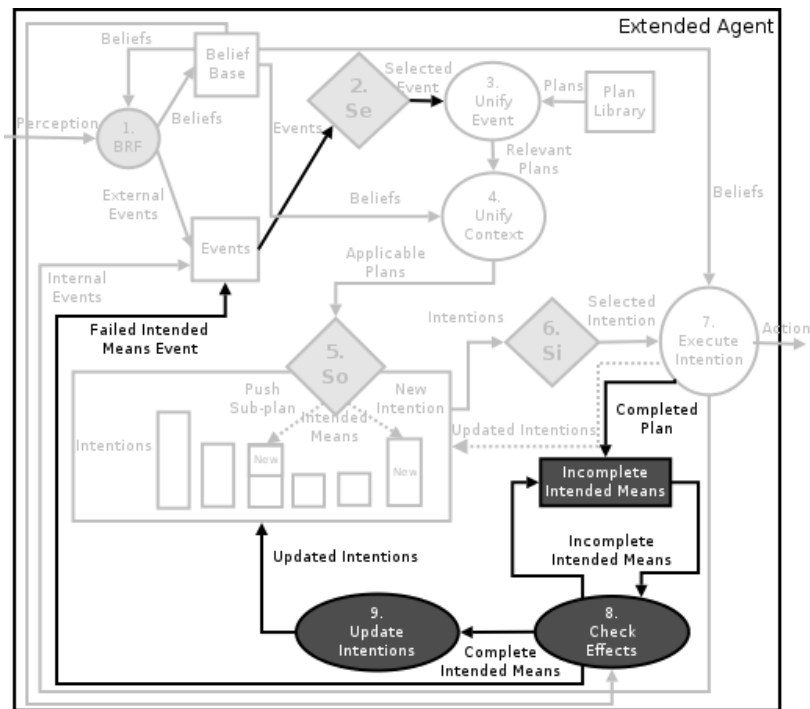 Extended Agent
Beliefs
Belief
Base
Perception
1.
BRF
Beliefs
Events
2.
Se
Selected
Event
3.
Unify
Event
Plans
Plan
Library
External
Events
Relevant
Plans
Events
Beliefs
4.
Unify
Context
Beliefs
Internal
Events
Applicable
Plans
Failed Intended
Means Event
5.
So
Intentions
6.
Si
Selected
Intention
7.
Execute
Intention
Action
Push
Sub-plan
New
Intention
Intended
Means
Intentions
New
New
Updated Intentions
Completed
Plan
Incomplete
Intended Means
Incomplete
Intended Means
Updated Intentions
9.
Update
Intentions
Complete
Intended Means
8.
Check
Effects